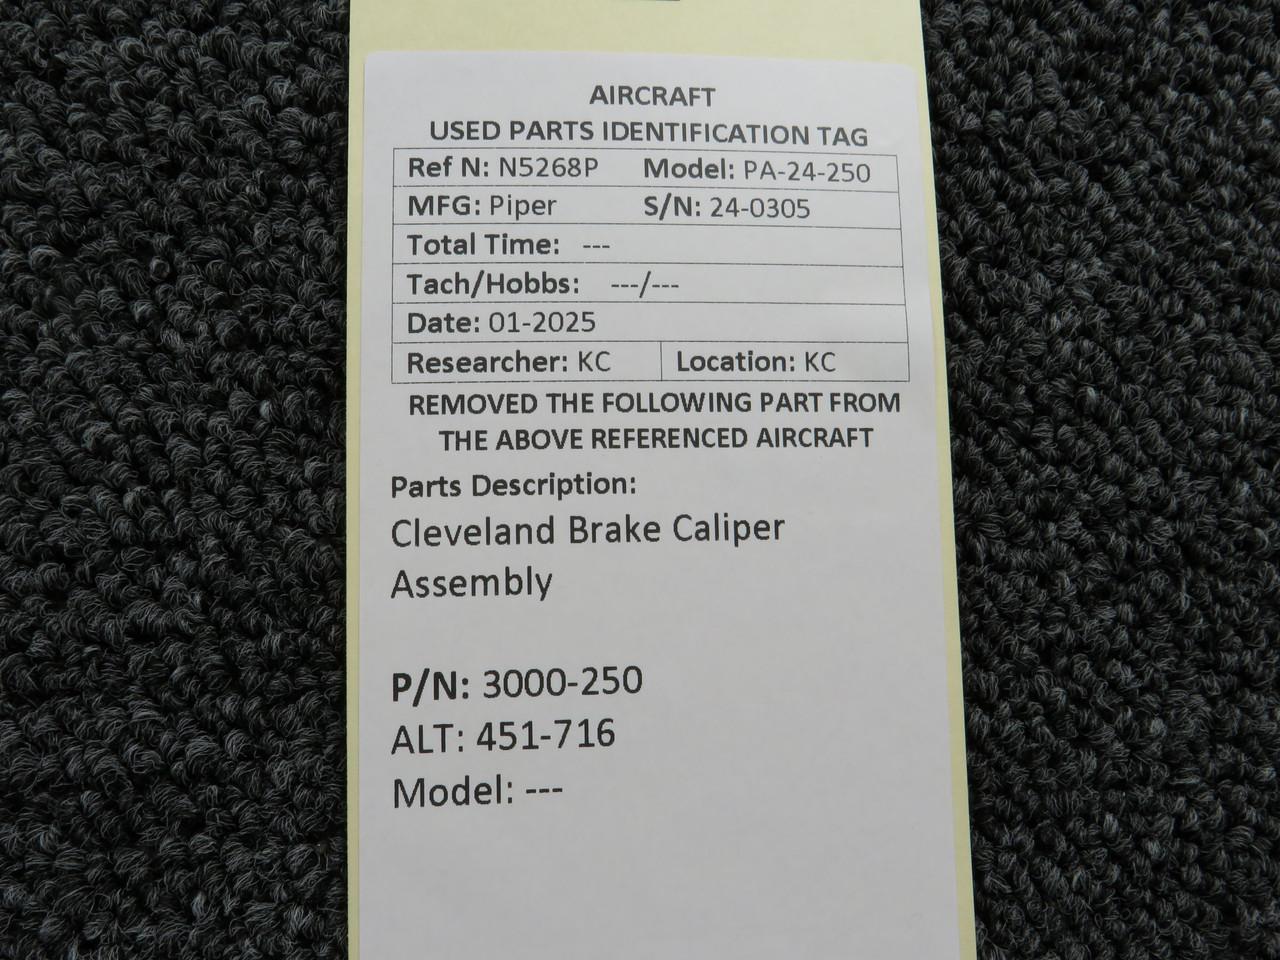 AIRCRAFT
USED PARTS IDENTIFICATION TAG
Ref N: N5268P Model: PA-24-250
MFG: Piper S/N: 24-0305
Total Time: ---
Tach/Hobbs: ---/---
Date: 01-2025
Researcher: KC Location: KC
REMOVED THE FOLLOWING PART FROM
THE ABOVE REFERENCED AIRCRAFT
Parts Description:
Cleveland Brake Caliper
Assembly
P/N: 3000-250
ALT: 451-716
Model: ---